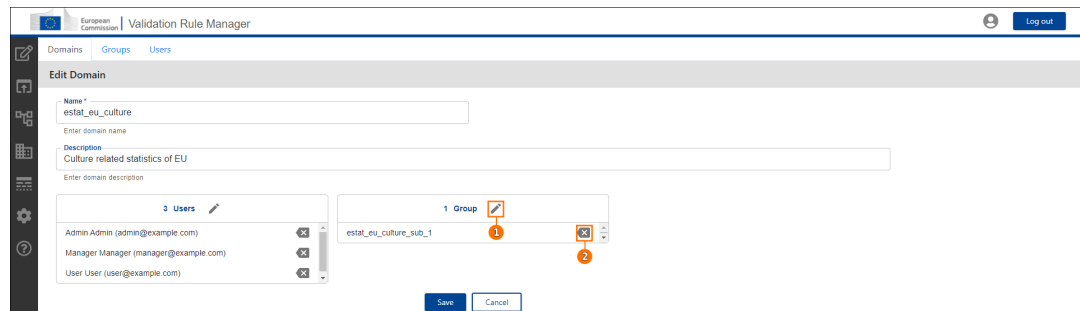 European
Commission
Validation Rule Manager
Log out
Domains Groups Users
Edit Domain
Name *
estat_eu_culture
Enter domain name
Description
Culture related statistics of EU
Enter domain description
3 Users
1 Group
Admin Admin (admin@example.com)
estat_eu_culture_sub_1
1
Manager Manager (manager@example.com)
2
User User (user@example.com)
Save Cancel